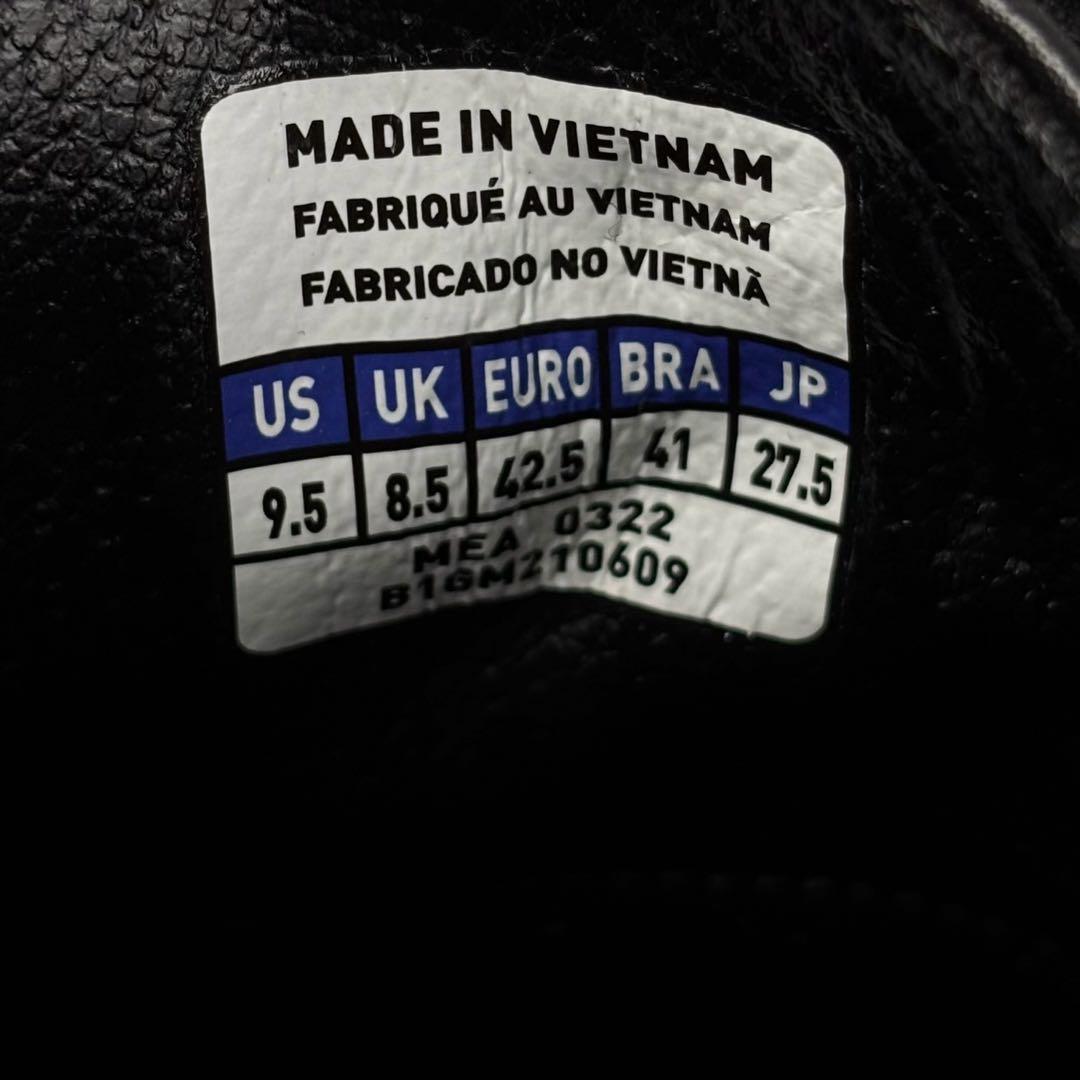 MADE IN VIETNAM
FABRIQUÉ AU VIETNAM
FABRICADO NO VIETNÃ
US UK EURO BRA JP
9.5 8.5 42.5 41 27.5
MEA 0322
B1GM210609